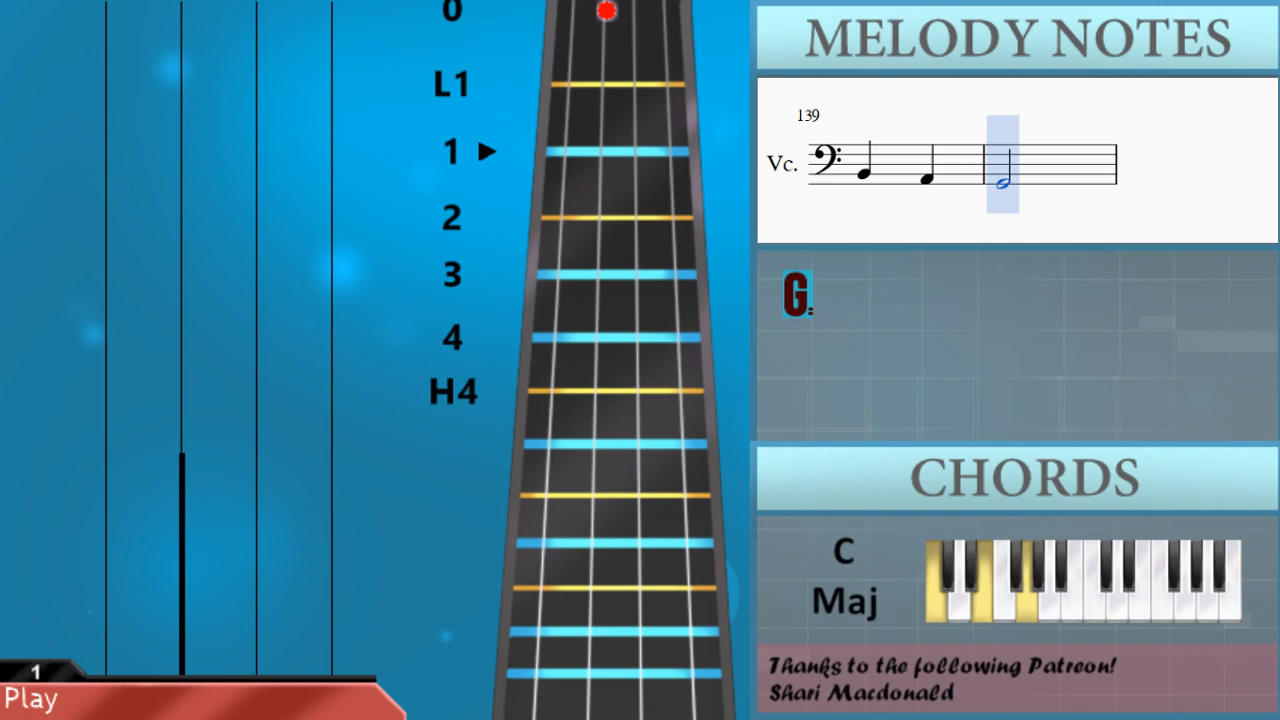 0
L1
1
2
3
4
H4
1
Play
MELODY NOTES
139
Vc.
G
CHORDS
C
Maj
Thanks to the following Patreon!
Shari Macdonald